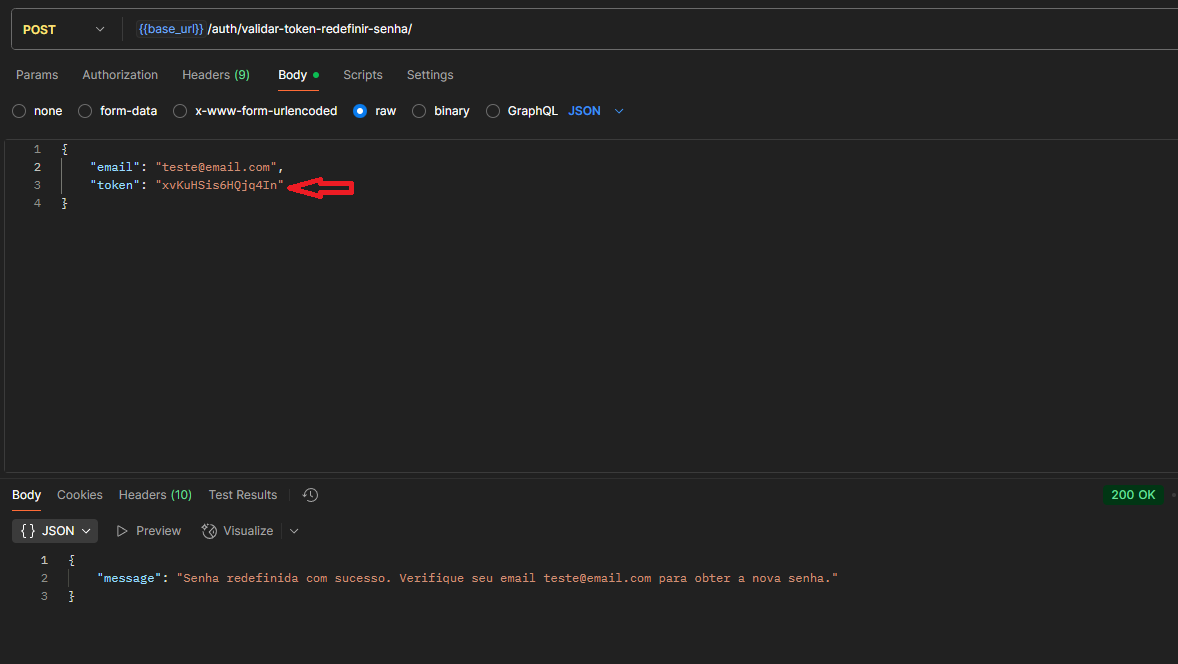 POST {{base_url}} /auth/validar-token-redefinir-senha/
Params Authorization Headers (9) Body Scripts Settings
none form-data x-www-form-urlencoded raw binary GraphQL JSON
1 {
2 "email": "teste@email.com",
3 "token": "xvKuHSis6HQjq4In"
4 }
Body Cookies Headers (10) Test Results 200 OK
{} JSON Preview Visualize
1 {
2 "message": "Senha redefinida com sucesso. Verifique seu email teste@email.com para obter a nova senha."
3 }